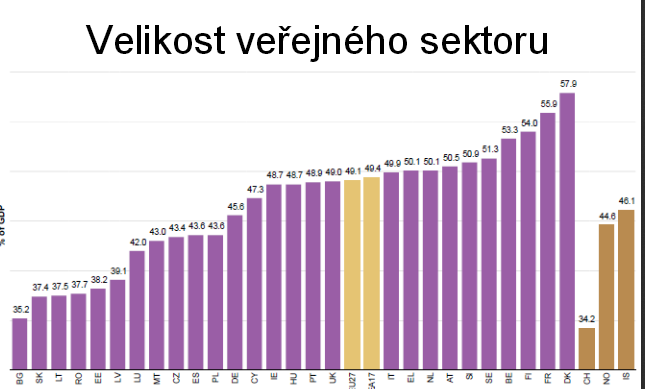 Velikost veřejného sektoru
% of GDP
35.2
37.4
37.5
37.7
38.2
39.1
42.0
43.0
43.4
43.6
43.6
45.6
47.3
48.7
48.7
48.9
49.0
49.1
49.4
49.9
50.1
50.1
50.5
50.9
51.3
53.3
54.0
55.9
57.9
34.2
44.6
46.1
BG
SK
LT
RO
EE
LV
LU
MT
CZ
ES
PL
DE
CY
IE
HU
PT
UK
EU27
EA17
IT
EL
NL
AT
SI
SE
BE
FI
FR
DK
CH
NO
IS